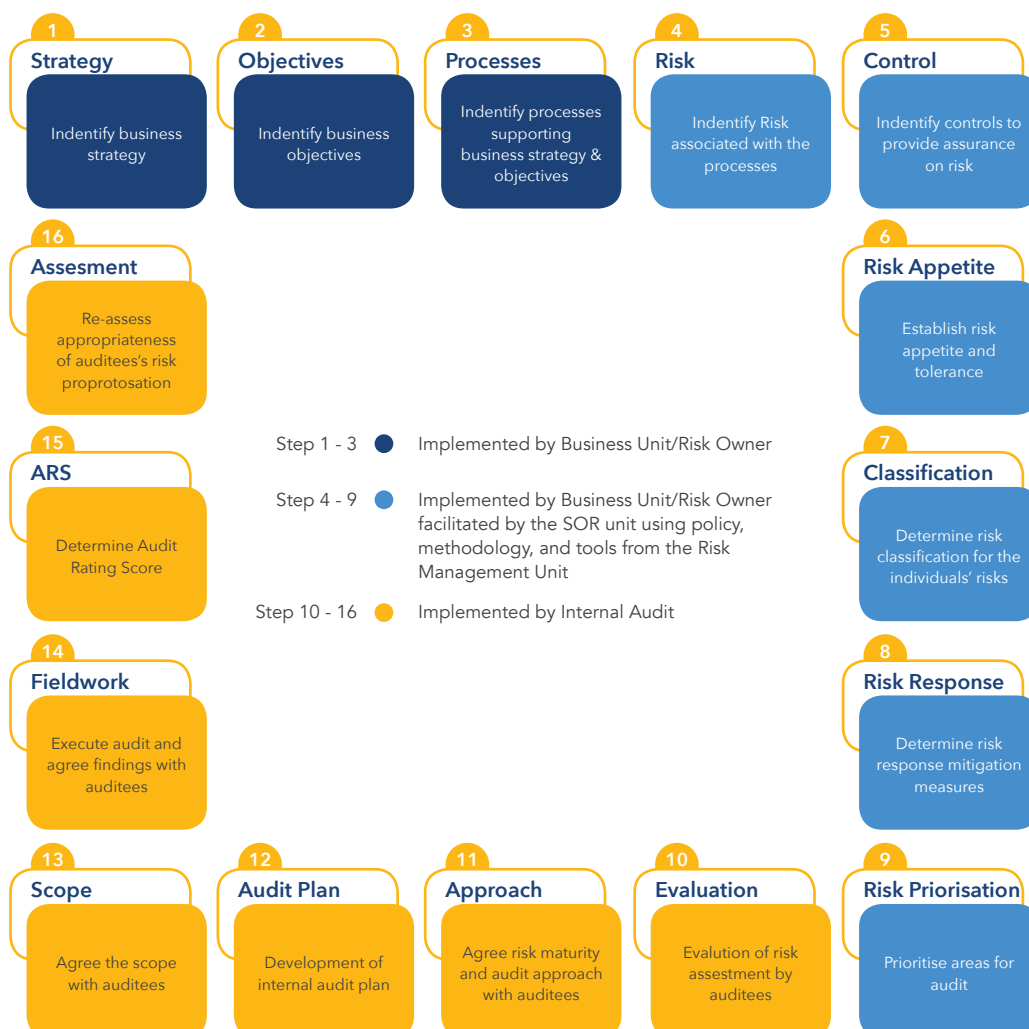 1
Strategy
Indentify business
strategy
2
Objectives
Indentify business
objectives
3
Processes
Indentify processes
supporting
business strategy &
objectives
4
Risk
Indentify Risk
associated with the
processes
5
Control
Indentify controls to
provide assurance
on risk
16
Assesment
Re-assess
appropriateness
of auditees's risk
proprotosation
6
Risk Appetite
Establish risk
appetite and
tolerance
Step 1 - 3
Implemented by Business Unit/Risk Owner
Step 4 - 9
Implemented by Business Unit/Risk Owner
facilitated by the SOR unit using policy,
methodology, and tools from the Risk
Management Unit
Step 10 - 16
Implemented by Internal Audit
15
ARS
Determine Audit
Rating Score
7
Classification
Determine risk
classification for the
individuals' risks
14
Fieldwork
Execute audit and
agree findings with
auditees
8
Risk Response
Determine risk
response mitigation
measures
13
Scope
Agree the scope
with auditees
12
Audit Plan
Development of
internal audit plan
11
Approach
Agree risk maturity
and audit approach
with auditees
10
Evaluation
Evalution of risk
assestment by
auditees
9
Risk Priorisation
Prioritise areas for
audit